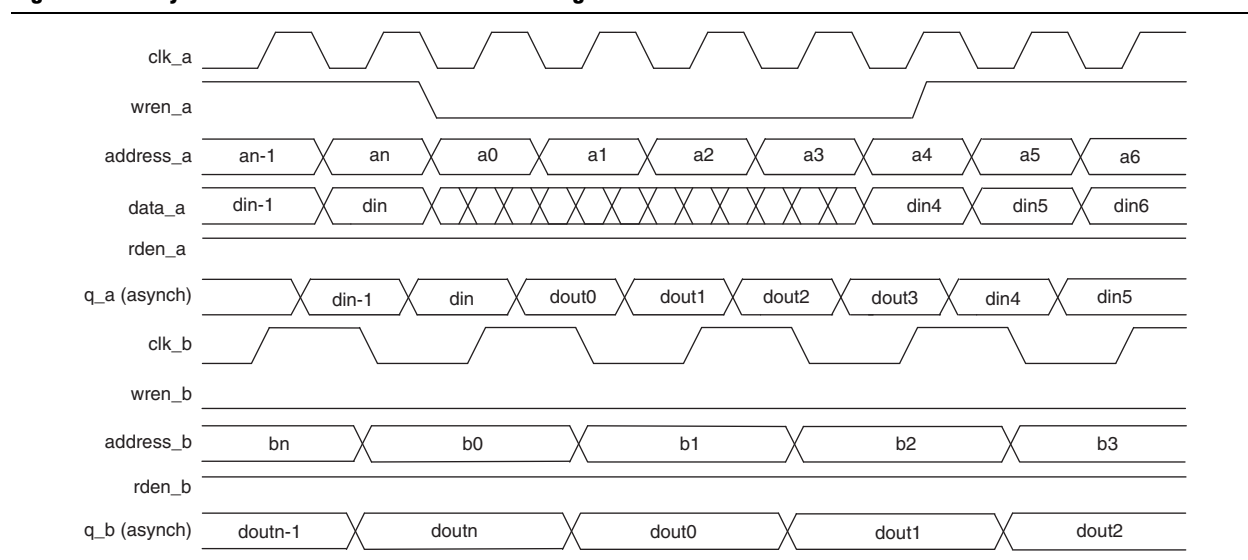 clk_a
wren_a
address_a an-1 an a0 a1 a2 a3 a4 a5 a6
data_a din-1 din din4 din5 din6
rden_a
q_a (asynch) din-1 din dout0 dout1 dout2 dout3 din4 din5
clk_b
wren_b
address_b bn b0 b1 b2 b3
rden_b
q_b (asynch) doutn-1 doutn dout0 dout1 dout2